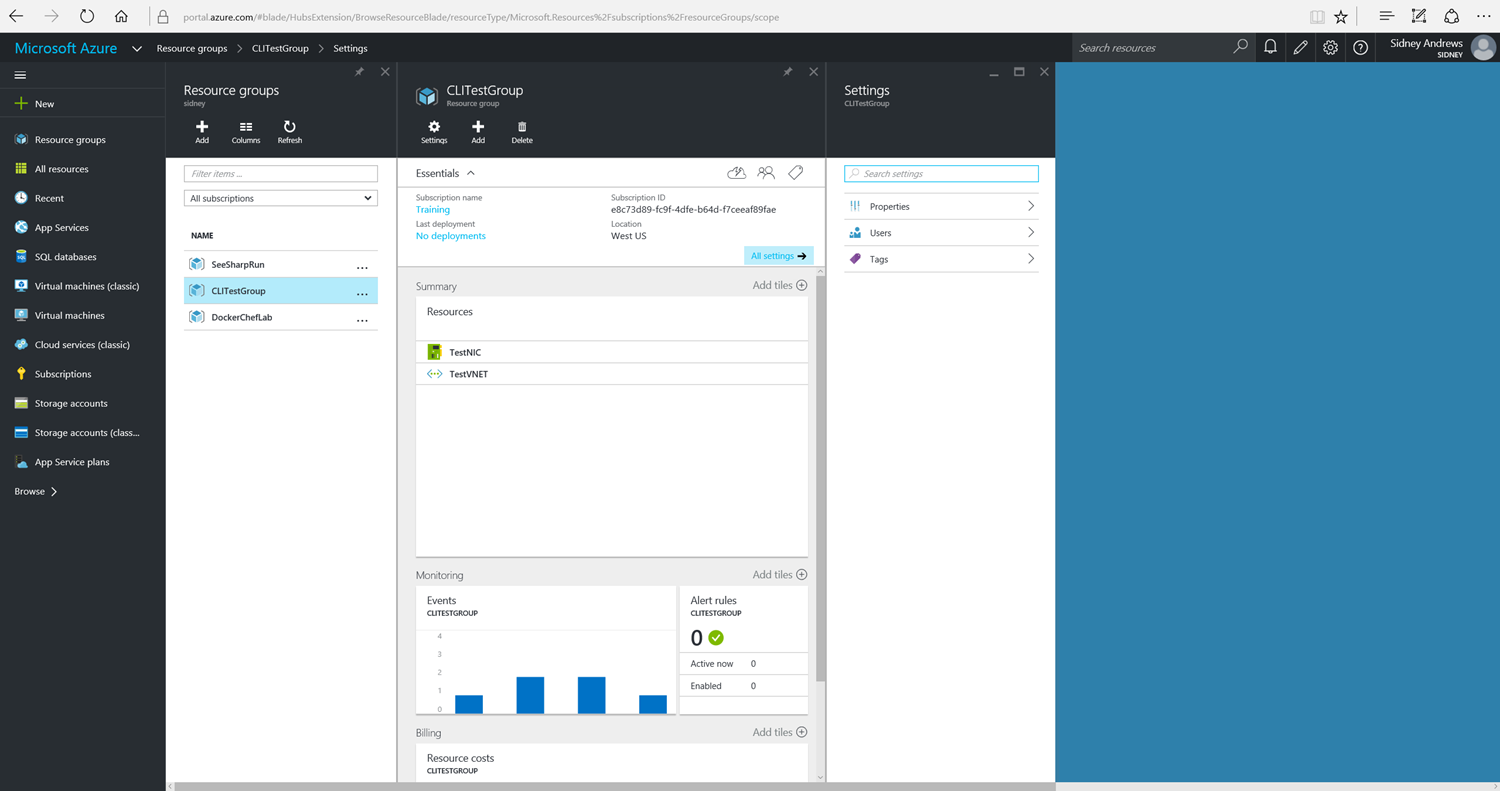 portal.azure.com/#blade/HubsExtension/BrowseResourceBlade/resourceType/Microsoft.Resources%2Fsubscriptions%2FresourceGroups/scope
Microsoft Azure
Resource groups > CLITestGroup > Settings
Search resources
Sidney Andrews
SIDNEY
New
Resource groups
All resources
Recent
App Services
SQL databases
Virtual machines (classic)
Virtual machines
Cloud services (classic)
Subscriptions
Storage accounts
Storage accounts (class...
App Service plans
Browse >
Resource groups
sidney
Add Columns Refresh
Filter items ...
All subscriptions
NAME
SeeSharpRun ...
CLITestGroup ...
DockerChefLab ...
CLITestGroup
Resource group
Settings Add Delete
Essentials
Subscription name
Training
Last deployment
No deployments
Subscription ID
e8c73d89-fc9f-4dfe-b64d-f7ceeaf89fae
Location
West US
All settings
Summary Add tiles
Resources
TestNIC
TestVNET
Monitoring Add tiles
Events
CLITESTGROUP
4
3
2
1
0
Alert rules
CLITESTGROUP
0
Active now 0
Enabled 0
Billing Add tiles
Resource costs
CLITESTGROUP
Settings
CLITestGroup
Search settings
Properties
Users
Tags